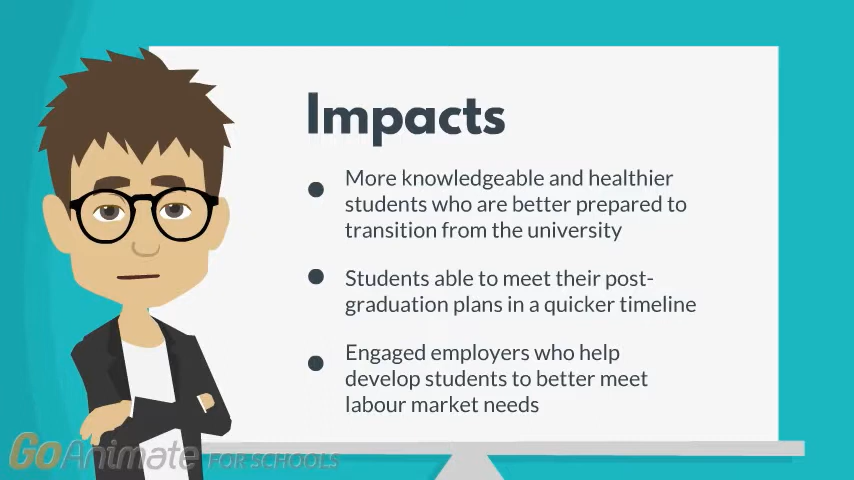 Impacts
More knowledgeable and healthier
students who are better prepared to
transition from the university
Students able to meet their post-
graduation plans in a quicker timeline
Engaged employers who help
develop students to better meet
labour market needs
GoAnimate FOR SCHOOLS